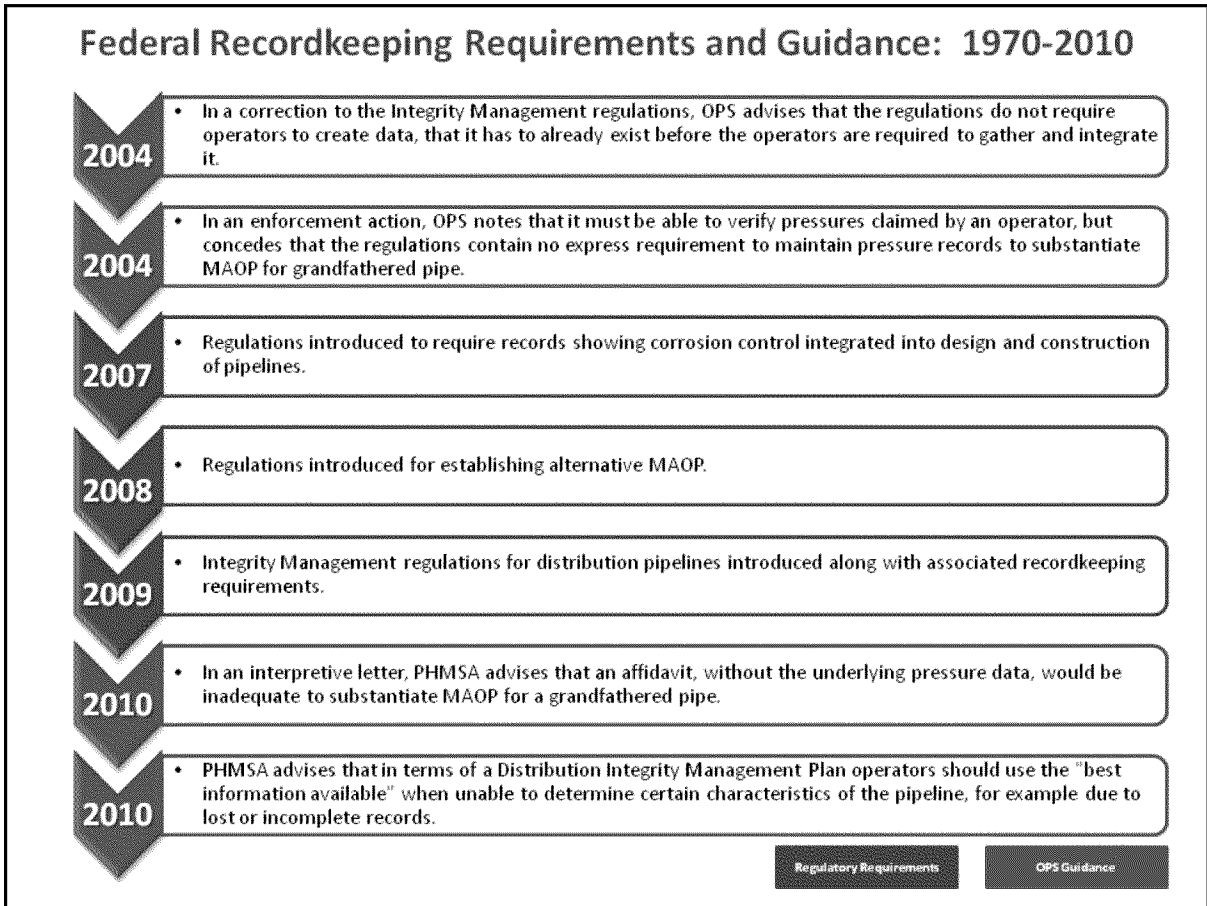 Federal Recordkeeping Requirements and Guidance: 1970-2010
2004
• In a correction to the Integrity Management regulations, OPS advises that the regulations do not require
operators to create data, that it has to already exist before the operators are required to gather and integrate
it.
2004
• In an enforcement action, OPS notes that it must be able to verify pressures claimed by an operator, but
concedes that the regulations contain no express requirement to maintain pressure records to substantiate
MAOP for grandfathered pipe.
2007
• Regulations introduced to require records showing corrosion control integrated into design and construction
of pipelines.
2008
• Regulations introduced for establishing alternative MAOP.
2009
• Integrity Management regulations for distribution pipelines introduced along with associated recordkeeping
requirements.
2010
• In an interpretive letter, PHMSA advises that an affidavit, without the underlying pressure data, would be
inadequate to substantiate MAOP for a grandfathered pipe.
2010
• PHMSA advises that in terms of a Distribution Integrity Management Plan operators should use the "best
information available" when unable to determine certain characteristics of the pipeline, for example due to
lost or incomplete records.
Regulatory Requirements
OPS Guidance